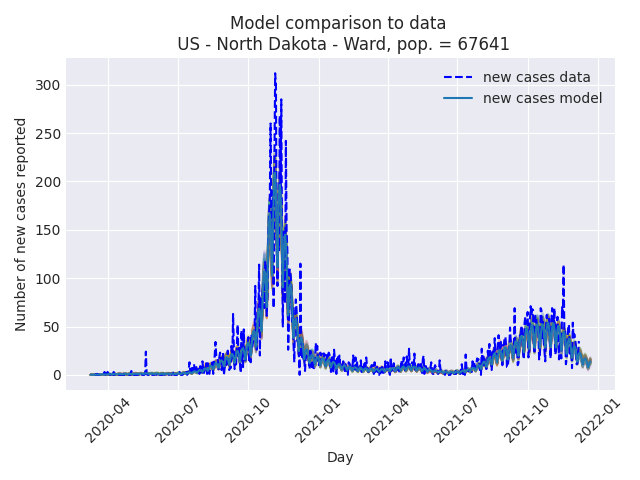 Model comparison to data
US - North Dakota - Ward, pop. = 67641
new cases data
new cases model
Number of new cases reported
300
250
200
150
100
50
0
2020-04
2020-07
2020-10
2021-01
2021-04
2021-07
2021-10
2022-01
Day